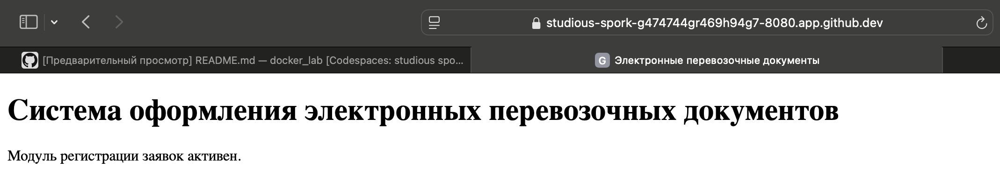 studious-spork-g474744gr469h94g7-8080.app.github.dev
[Предварительный просмотр] README.md — docker_lab [Codespaces: studious spo...
G Электронные перевозочные документы
Система оформления электронных перевозочных документов
Модуль регистрации заявок активен.